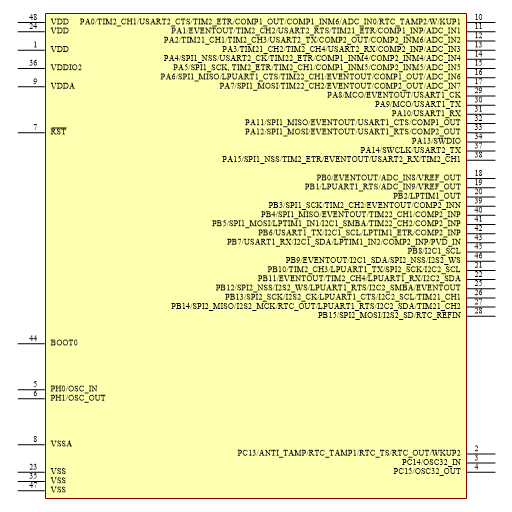 48 VDD PA0/TIM2_CH1/USART2_CTS/TIM2_ETR/COMP1_OUT/COMP1_INM6/ADC_IN0/RTC_TAMP2/W/KUP1 10
24 VDD PA1/EVENTOUT/TIM2_CH2/USART2_RTS/TIM21_ETR/COMP1_INP/ADC_IN1 11
PA2/TIM21_CH1/TIM2_CH3/USART2_TX/COMP2_OUT/COMP2_INM6/ADC_IN2 12
1 VDD PA3/TIM21_CH2/TIM2_CH4/USART2_RX/COMP2_INP/ADC_IN3 13
PA4/SPI1_NSS/USART2_CK/TIM22_ETR/COMP1_INM4/COMP2_INM4/ADC_IN4 14
36 VDDIO2 PA5/SPI1_SCK, TIM2_ETR/TIM2_CH1/COMP1_INM5/COMP2_INM5/ADC_IN5 15
PA6/SPI1_MISO/LPUART1_CTS/TIM22_CH1/EVENTOUT/COMP1_OUT/ADC_IN6 16
9 VDDA PA7/SPI1_MOSI/TIM22_CH2/EVENTOUT/COMP2_OUT/ADC_IN7 17
PA8/MCO/EVENTOUT/USART1_CK 29
PA9/MCO/USART1_TX 30
PA10/USART1_RX 31
PA11/SPI1_MISO/EVENTOUT/USART1_CTS/COMP1_OUT 32
7 RST PA12/SPI1_MOSI/EVENTOUT/USART1_RTS/COMP2_OUT 33
PA13/SWDIO 34
PA14/SWCLK/USART2_TX 37
PA15/SPI1_NSS/TIM2_ETR/EVENTOUT/USART2_RX/TIM2_CH1 38
PB0/EVENTOUT/ADC_IN8/VREF_OUT 18
PB1/LPUART1_RTS/ADC_IN9/VREF_OUT 19
PB2/LPTIM1_OUT 20
PB3/SPI1_SCK/TIM2_CH2/EVENTOUT/COMP2_INN 39
PB4/SPI1_MISO/EVENTOUT/TIM22_CH1/COMP2_INP 40
PB5/SPI1_MOSI/LPTIM1_IN1/I2C1_SMBA/TIM22_CH2/COMP2_INP 41
PB6/USART1_TX/I2C1_SCL/LPTIM1_ETR/COMP2_INP 42
PB7/USART1_RX/I2C1_SDA/LPTIM1_IN2/COMP2_INP/PVD_IN 43
PB8/I2C1_SCL 45
PB9/EVENTOUT/I2C1_SDA/SPI2_NSS/I2S2_WS 46
PB10/TIM2_CH3/LPUART1_TX/SPI2_SCK/I2C2_SCL 21
PB11/EVENTOUT/TIM2_CH4/LPUART1_RX/I2C2_SDA 22
PB12/SPI2_NSS/I2S2_WS/LPUART1_RTS/I2C2_SMBA/EVENTOUT 25
PB13/SPI2_SCK/I2S2_CK/LPUART1_CTS/I2C2_SCL/TIM21_CH1 26
PB14/SPI2_MISO/I2S2_MCK/RTC_OUT/LPUART1_RTS/I2C2_SDA/TIM21_CH2 27
PB15/SPI2_MOSI/I2S2_SD/RTC_REFIN 28
44 BOOT0
5 PH0/OSC_IN
6 PH1/OSC_OUT
8 VSSA
PC13/ANTI_TAMP/RTC_TAMP1/RTC_TS/RTC_OUT/WKUP2 2
PC14/OSC32_IN 3
23 VSS PC15/OSC32_OUT 4
35 VSS
47 VSS